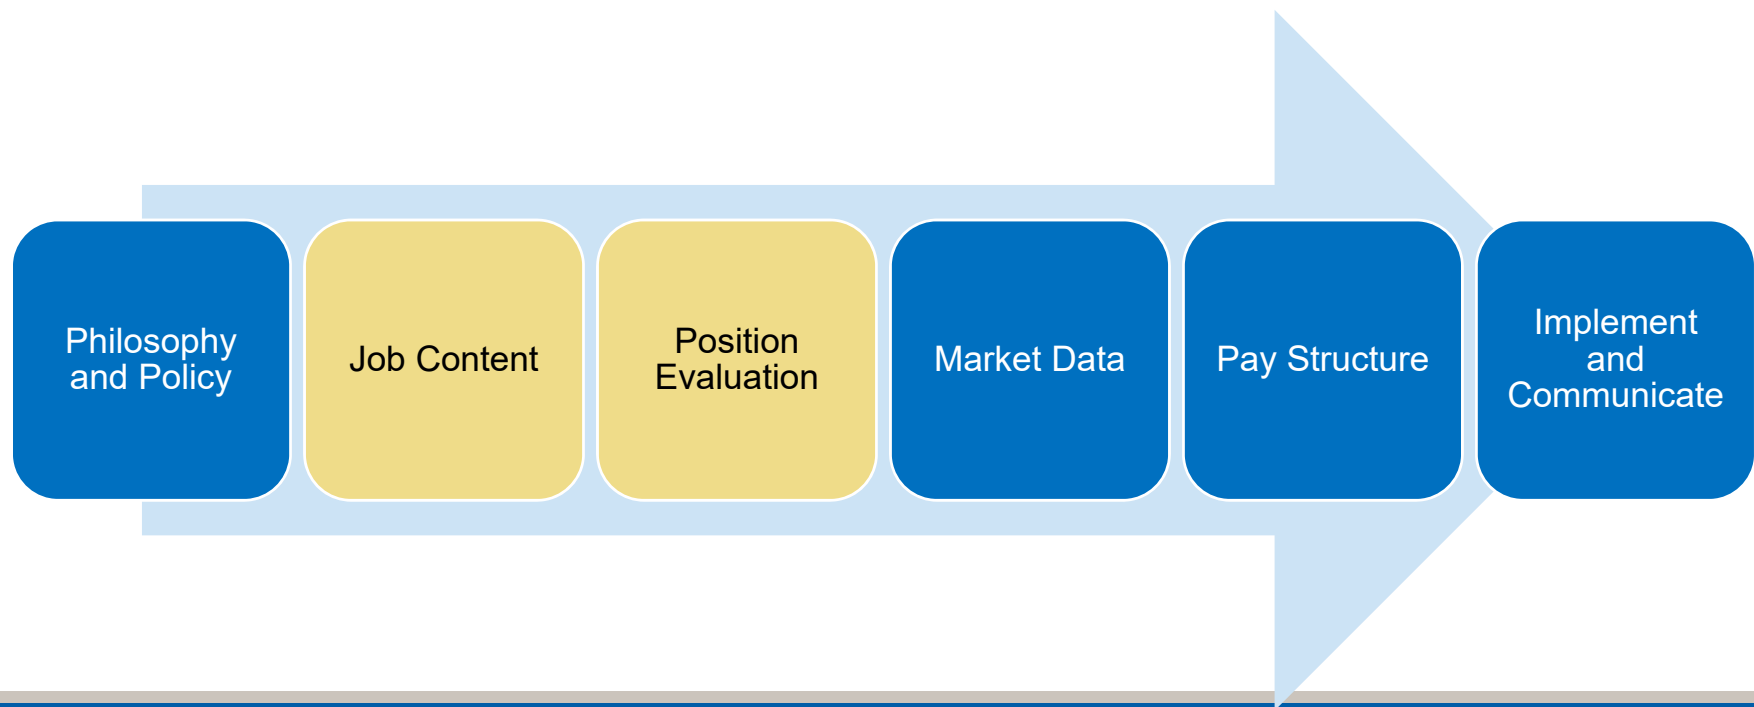 Philosophy
and Policy
Job Content
Position
Evaluation
Market Data
Pay Structure
Implement
and
Communicate